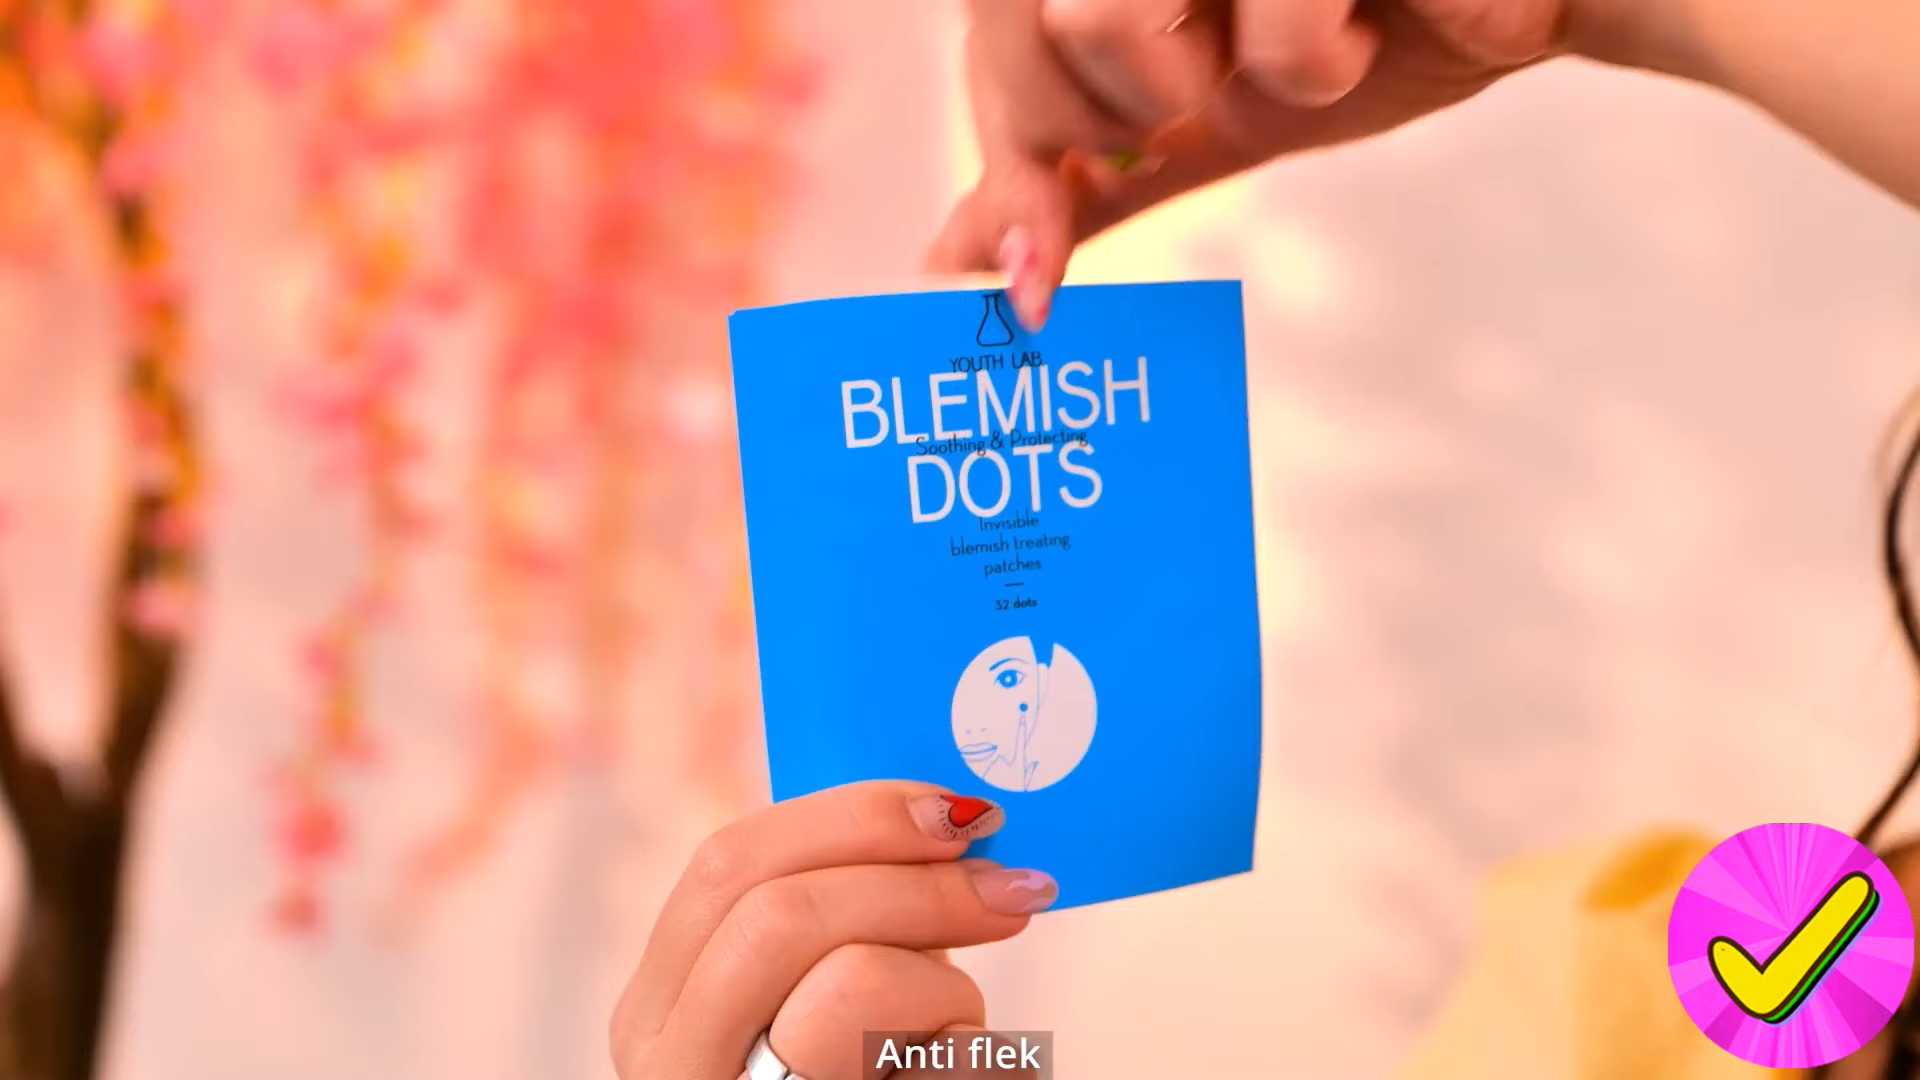 YOUTH LAB.
BLEMISH
Soothing & Protecting
DOTS
Invisible
blemish treating
patches
32 dots
Anti flek